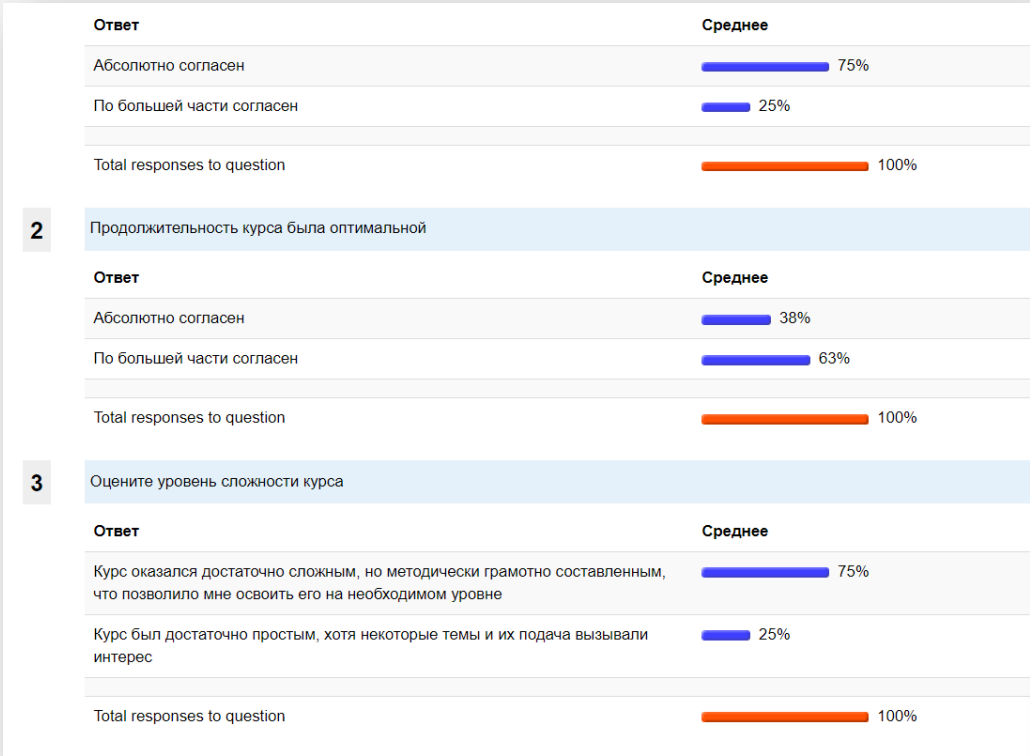 Ответ Среднее
Абсолютно согласен 75%
По большей части согласен 25%
Total responses to question 100%
2 Продолжительность курса была оптимальной
Ответ Среднее
Абсолютно согласен 38%
По большей части согласен 63%
Total responses to question 100%
3 Оцените уровень сложности курса
Ответ Среднее
Курс оказался достаточно сложным, но методически грамотно составленным, 75%
что позволило мне освоить его на необходимом уровне
Курс был достаточно простым, хотя некоторые темы и их подача вызывали 25%
интерес
Total responses to question 100%